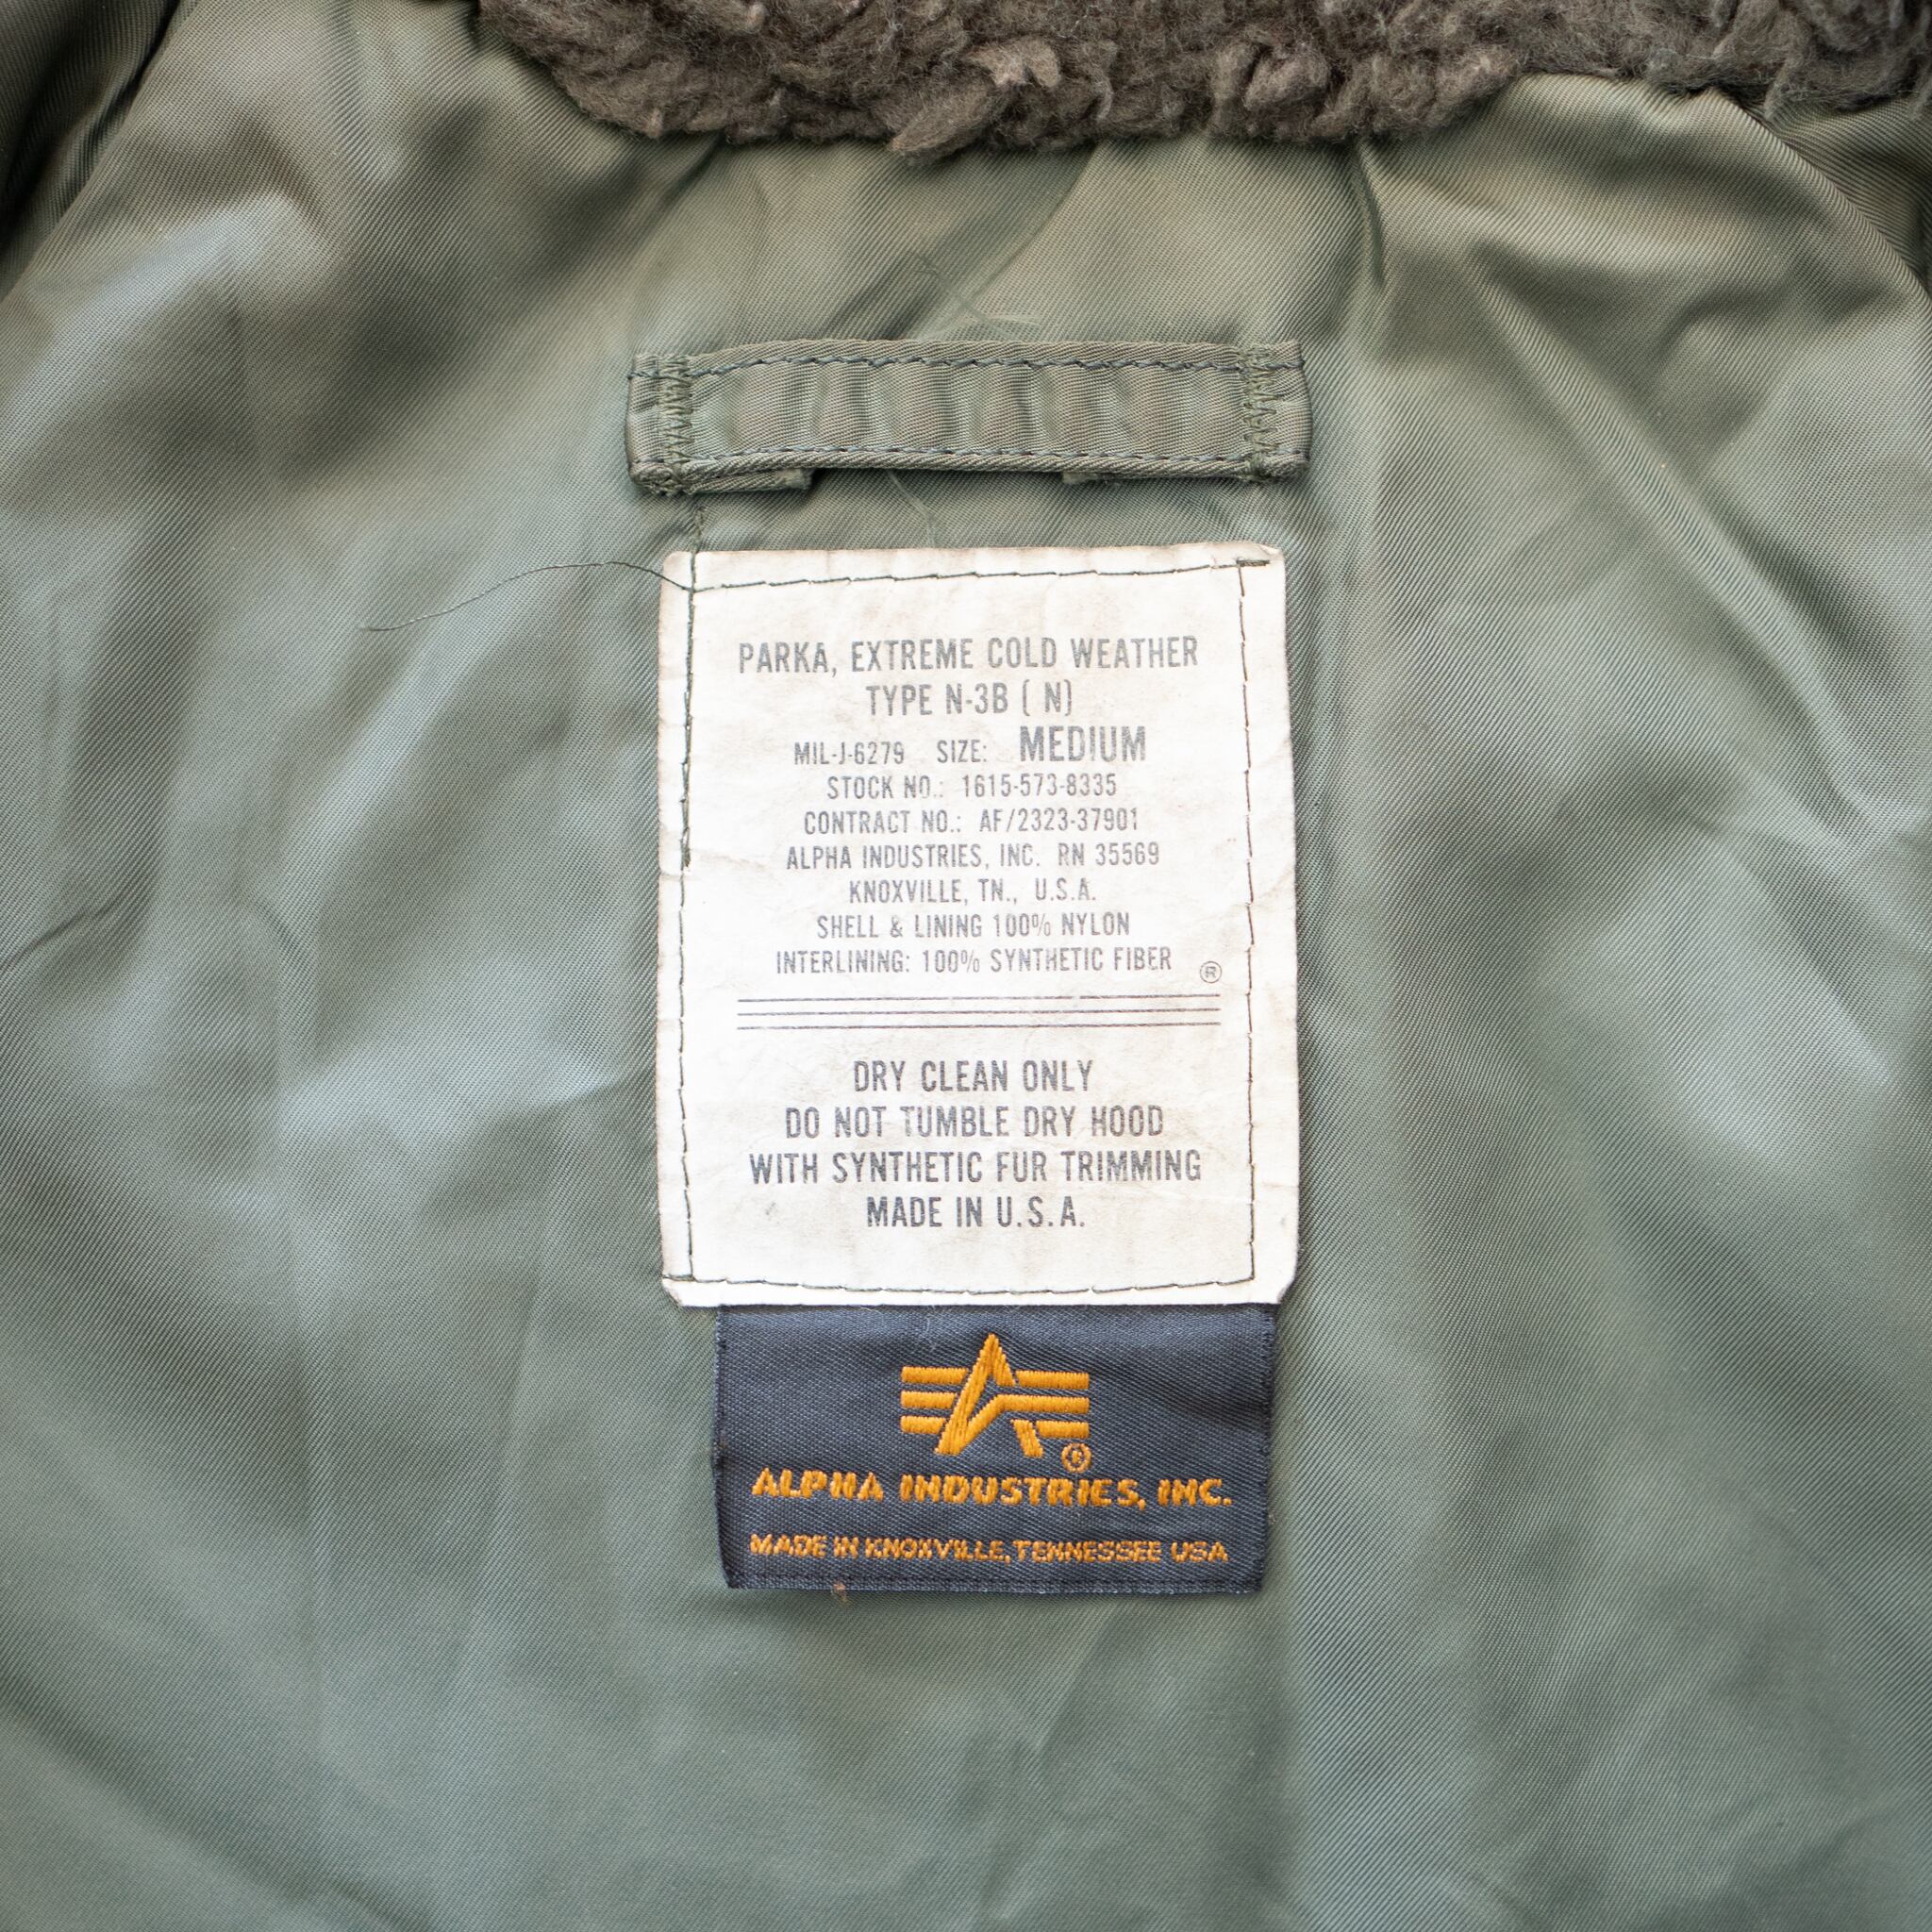 PARKA, EXTREME COLD WEATHER
TYPE N-3B ( N)
MIL-J-6279 SIZE: MEDIUM
STOCK NO.: 1615-573-8335
CONTRACT NO.: AF/2323-37901
ALPHA INDUSTRIES, INC. RN 35569
KNOXVILLE, TN., U.S.A.
SHELL & LINING 100% NYLON
INTERLINING: 100% SYNTHETIC FIBER ®
DRY CLEAN ONLY
DO NOT TUMBLE DRY HOOD
WITH SYNTHETIC FUR TRIMMING
MADE IN U.S.A.
®
ALPHA INDUSTRIES, INC.
MADE IN KNOXVILLE, TENNESSEE USA